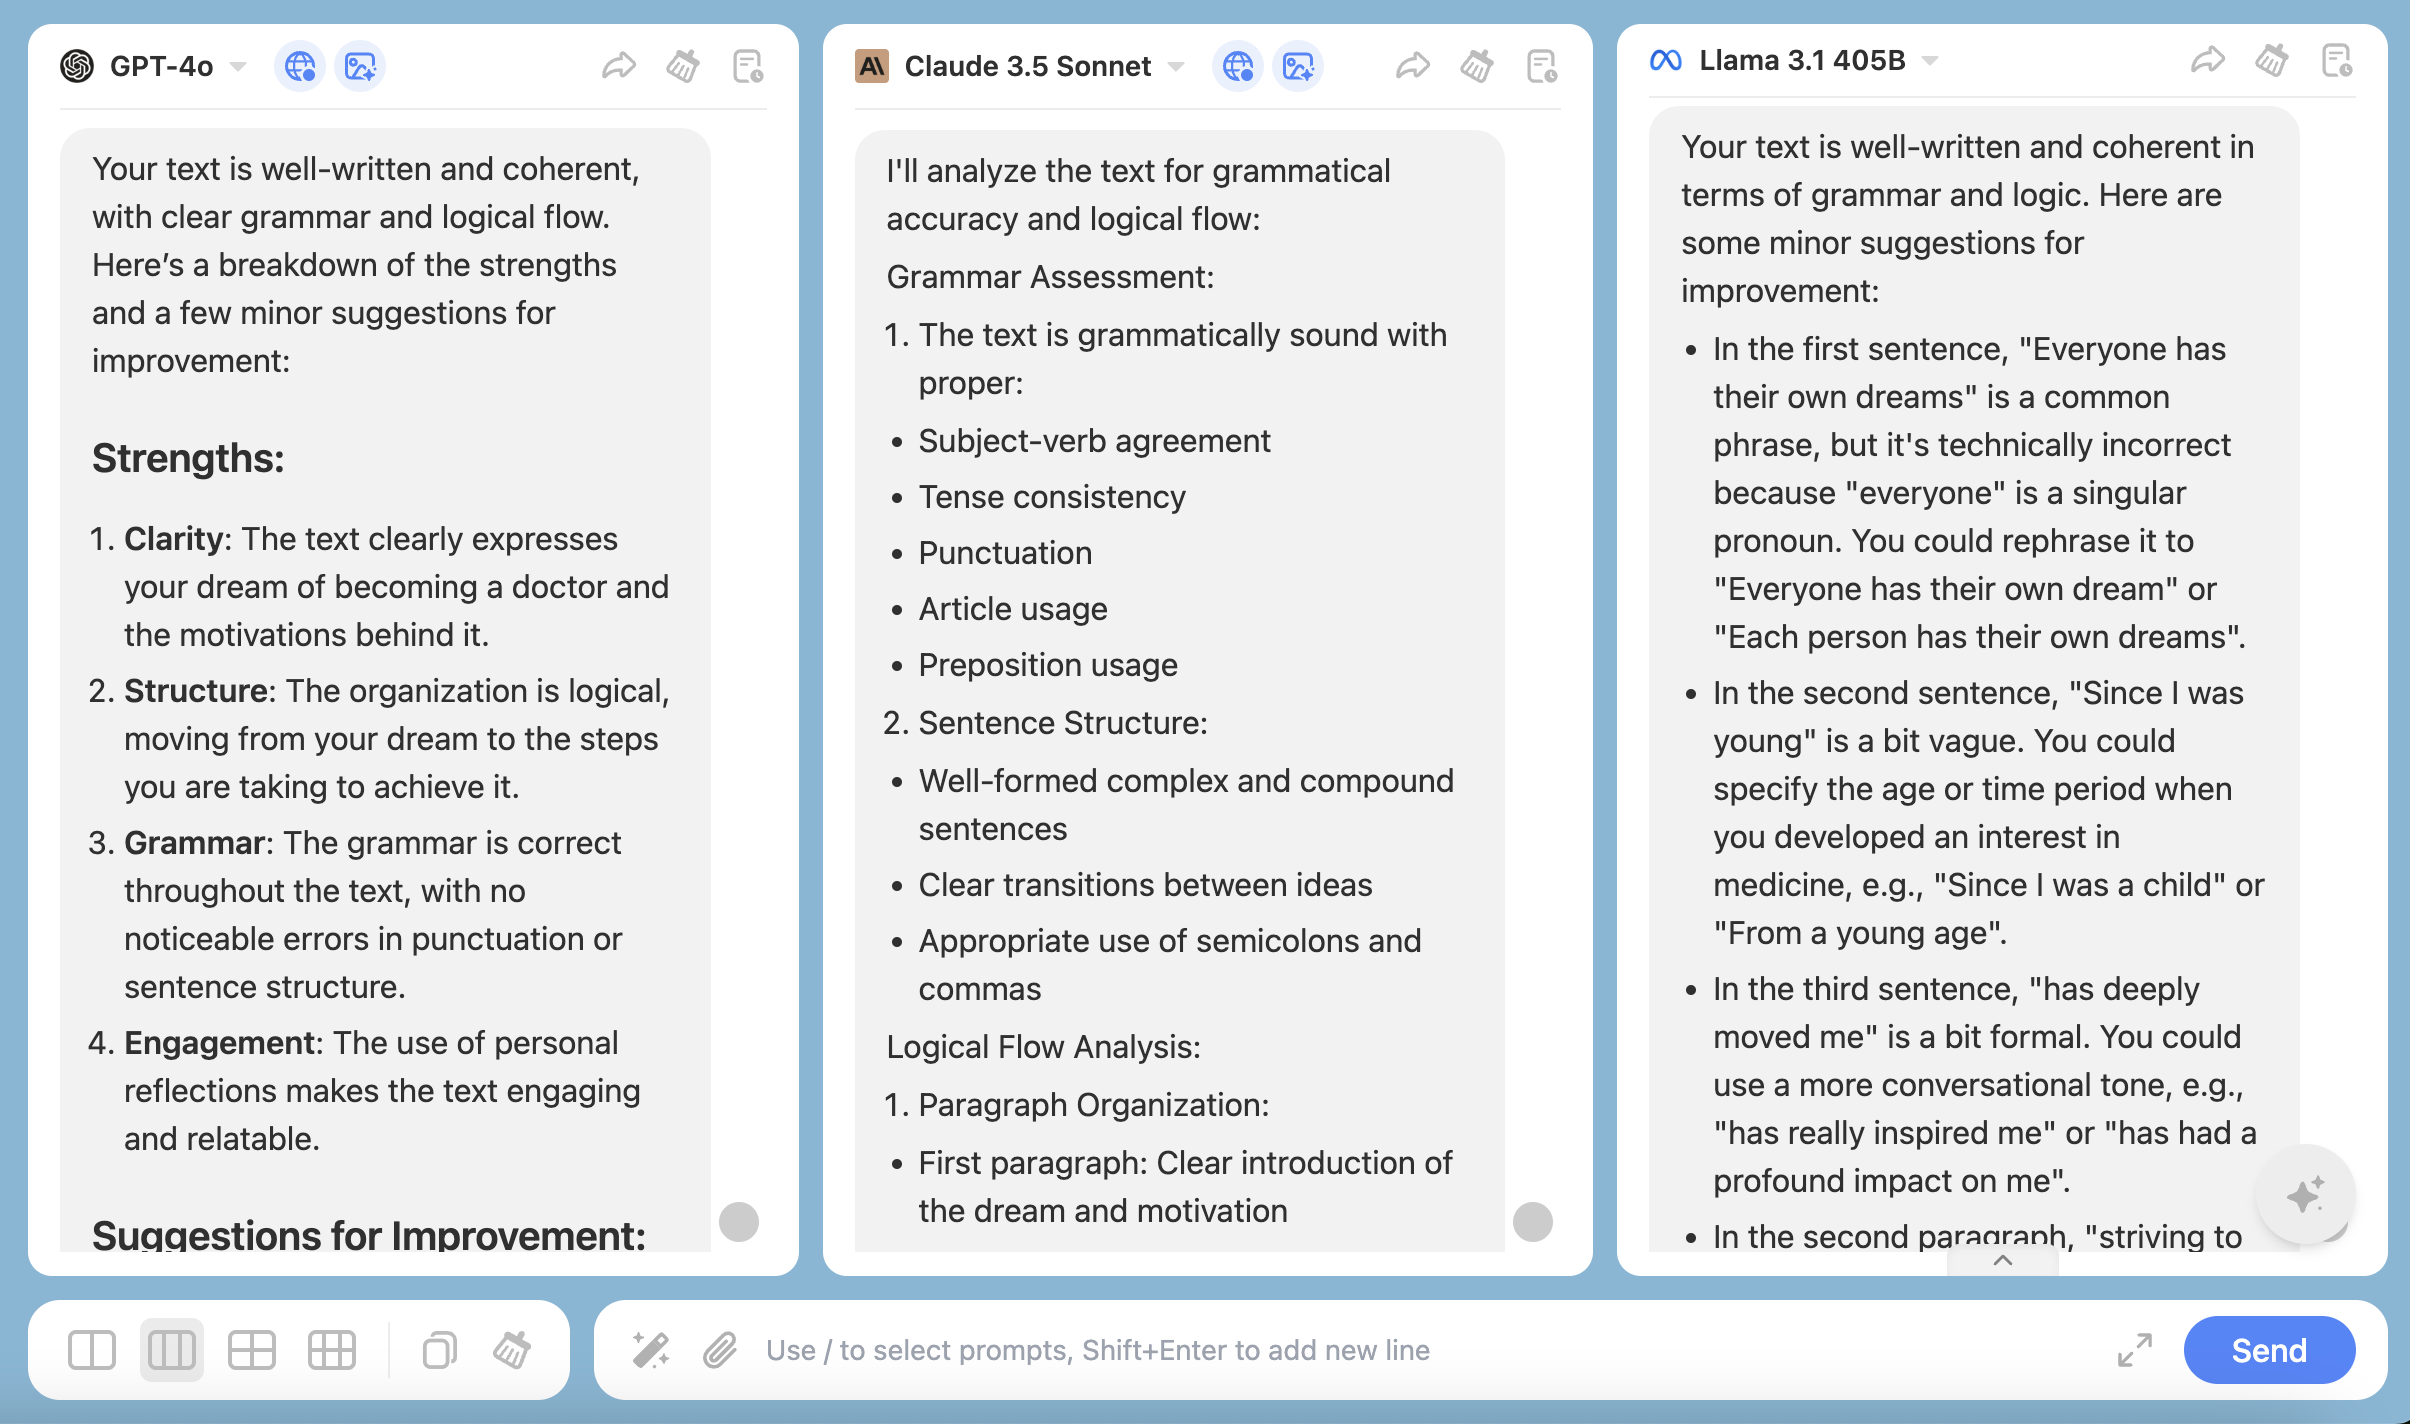 GPT-4o
Your text is well-written and coherent,
with clear grammar and logical flow.
Here’s a breakdown of the strengths
and a few minor suggestions for
improvement:
Strengths:
1. Clarity: The text clearly expresses
your dream of becoming a doctor and
the motivations behind it.
2. Structure: The organization is logical,
moving from your dream to the steps
you are taking to achieve it.
3. Grammar: The grammar is correct
throughout the text, with no
noticeable errors in punctuation or
sentence structure.
4. Engagement: The use of personal
reflections makes the text engaging
and relatable.
Suggestions for Improvement:
Claude 3.5 Sonnet
I'll analyze the text for grammatical
accuracy and logical flow:
Grammar Assessment:
1. The text is grammatically sound with
proper:
• Subject-verb agreement
• Tense consistency
• Punctuation
• Article usage
• Preposition usage
2. Sentence Structure:
• Well-formed complex and compound
sentences
• Clear transitions between ideas
• Appropriate use of semicolons and
commas
Logical Flow Analysis:
1. Paragraph Organization:
• First paragraph: Clear introduction of
the dream and motivation
Llama 3.1 405B
Your text is well-written and coherent in
terms of grammar and logic. Here are
some minor suggestions for
improvement:
• In the first sentence, "Everyone has
their own dreams" is a common
phrase, but it's technically incorrect
because "everyone" is a singular
pronoun. You could rephrase it to
"Everyone has their own dream" or
"Each person has their own dreams".
• In the second sentence, "Since I was
young" is a bit vague. You could
specify the age or time period when
you developed an interest in
medicine, e.g., "Since I was a child" or
"From a young age".
• In the third sentence, "has deeply
moved me" is a bit formal. You could
use a more conversational tone, e.g.,
"has really inspired me" or "has had a
profound impact on me".
• In the second paragraph, "striving to
Use / to select prompts, Shift+Enter to add new line
Send